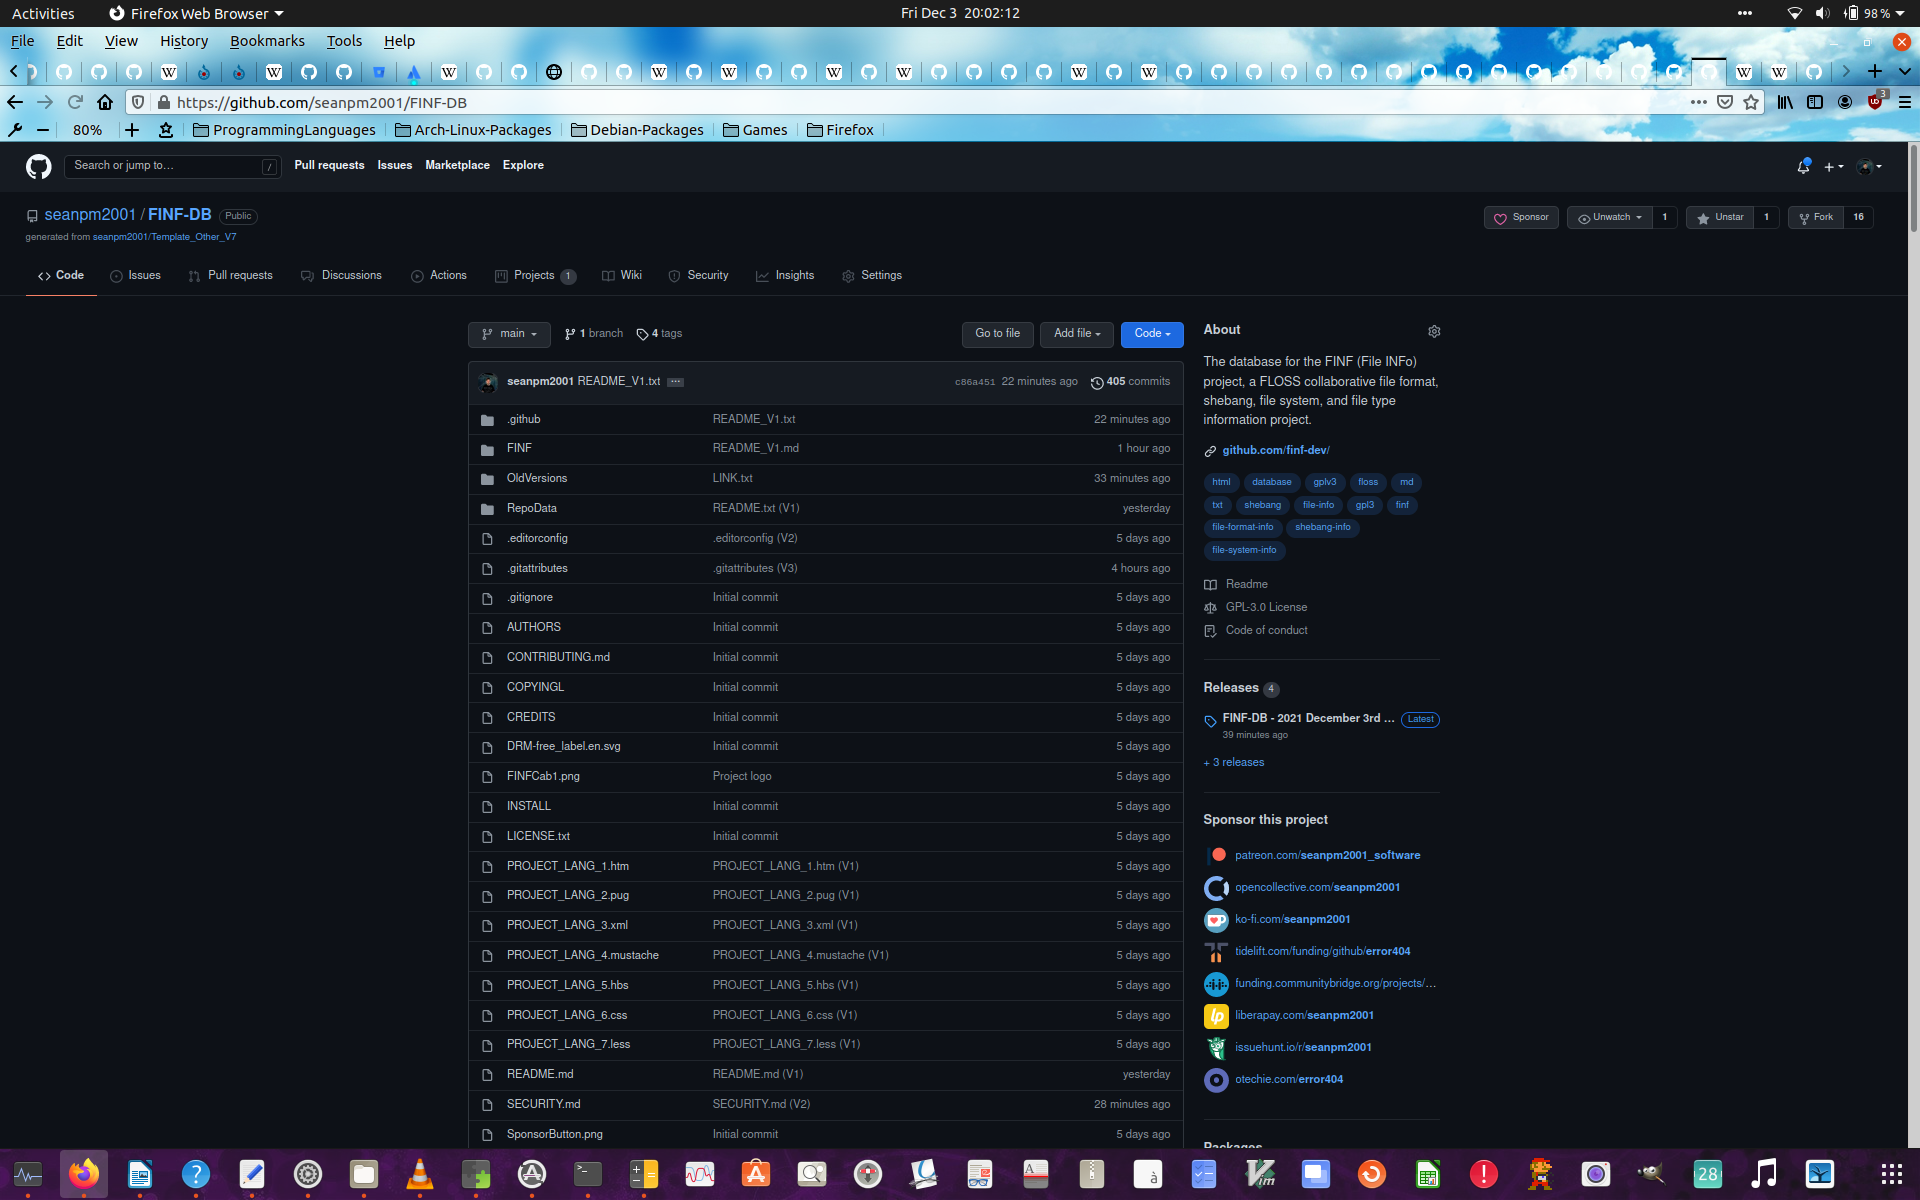 Activities Firefox Web Browser Fri Dec 3 20:02:12 98 %
File Edit View History Bookmarks Tools Help
https://github.com/seanpm2001/FINF-DB 3
80% ProgrammingLanguages Arch-Linux-Packages Debian-Packages Games Firefox
Search or jump to… / Pull requests Issues Marketplace Explore
seanpm2001 / FINF-DB Public Sponsor Unwatch 1 Unstar 1 Fork 16
generated from seanpm2001/Template_Other_V7
Code Issues Pull requests Discussions Actions Projects 1 Wiki Security Insights Settings
main 1 branch 4 tags Go to file Add file Code
seanpm2001 README_V1.txt ... c86a451 22 minutes ago 405 commits
.github README_V1.txt 22 minutes ago
FINF README_V1.md 1 hour ago
OldVersions LINK.txt 33 minutes ago
RepoData README.txt (V1) yesterday
.editorconfig .editorconfig (V2) 5 days ago
.gitattributes .gitattributes (V3) 4 hours ago
.gitignore Initial commit 5 days ago
AUTHORS Initial commit 5 days ago
CONTRIBUTING.md Initial commit 5 days ago
COPYINGL Initial commit 5 days ago
CREDITS Initial commit 5 days ago
DRM-free_label.en.svg Initial commit 5 days ago
FINFCab1.png Project logo 5 days ago
INSTALL Initial commit 5 days ago
LICENSE.txt Initial commit 5 days ago
PROJECT_LANG_1.htm PROJECT_LANG_1.htm (V1) 5 days ago
PROJECT_LANG_2.pug PROJECT_LANG_2.pug (V1) 5 days ago
PROJECT_LANG_3.xml PROJECT_LANG_3.xml (V1) 5 days ago
PROJECT_LANG_4.mustache PROJECT_LANG_4.mustache (V1) 5 days ago
PROJECT_LANG_5.hbs PROJECT_LANG_5.hbs (V1) 5 days ago
PROJECT_LANG_6.css PROJECT_LANG_6.css (V1) 5 days ago
PROJECT_LANG_7.less PROJECT_LANG_7.less (V1) 5 days ago
README.md README.md (V1) yesterday
SECURITY.md SECURITY.md (V2) 28 minutes ago
SponsorButton.png Initial commit 5 days ago
About
The database for the FINF (File INFo)
project, a FLOSS collaborative file format,
shebang, file system, and file type
information project.
github.com/finf-dev/
html database gplv3 floss md
txt shebang file-info gpl3 finf
file-format-info shebang-info
file-system-info
Readme
GPL-3.0 License
Code of conduct
Releases 4
FINF-DB - 2021 December 3rd ... Latest
39 minutes ago
+ 3 releases
Sponsor this project
patreon.com/seanpm2001_software
opencollective.com/seanpm2001
ko-fi.com/seanpm2001
tidelift.com/funding/github/error404
funding.communitybridge.org/projects/...
liberapay.com/seanpm2001
issuehunt.io/r/seanpm2001
otechie.com/error404
Packages
28